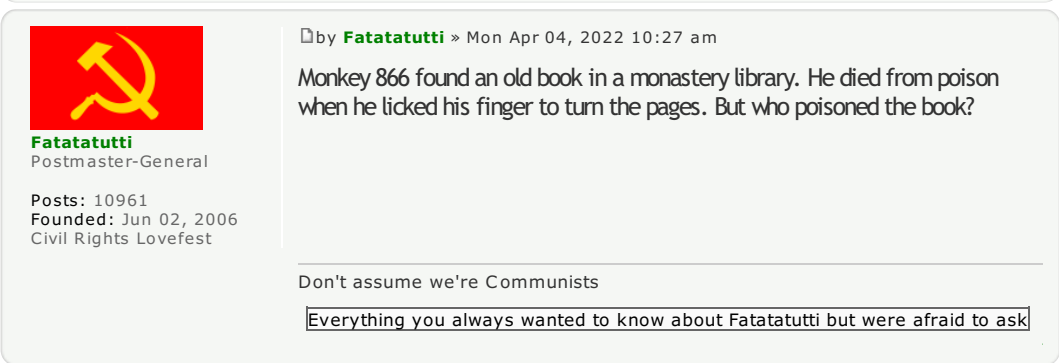 by Fatatatutti » Mon Apr 04, 2022 10:27 am
Monkey 866 found an old book in a monastery library. He died from poison
when he licked his finger to turn the pages. But who poisoned the book?
Fatatatutti
Postmaster-General
Posts: 10961
Founded: Jun 02, 2006
Civil Rights Lovefest
Don't assume we're Communists
Everything you always wanted to know about Fatatatutti but were afraid to ask